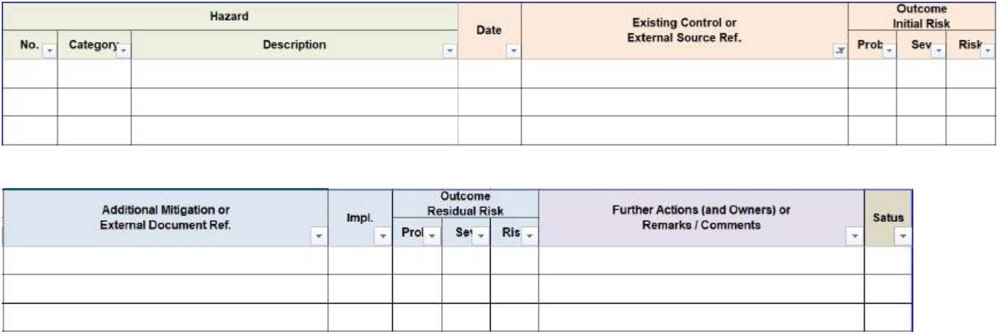 Hazard
Date
Existing Control or
External Source Ref.
Outcome
Initial Risk
No.
Category
Description
Prob
Sev
Risk
Additional Mitigation or
External Document Ref.
Impl.
Outcome
Residual Risk
Further Actions (and Owners) or
Remarks / Comments
Satus
Prol
Sev
Ris